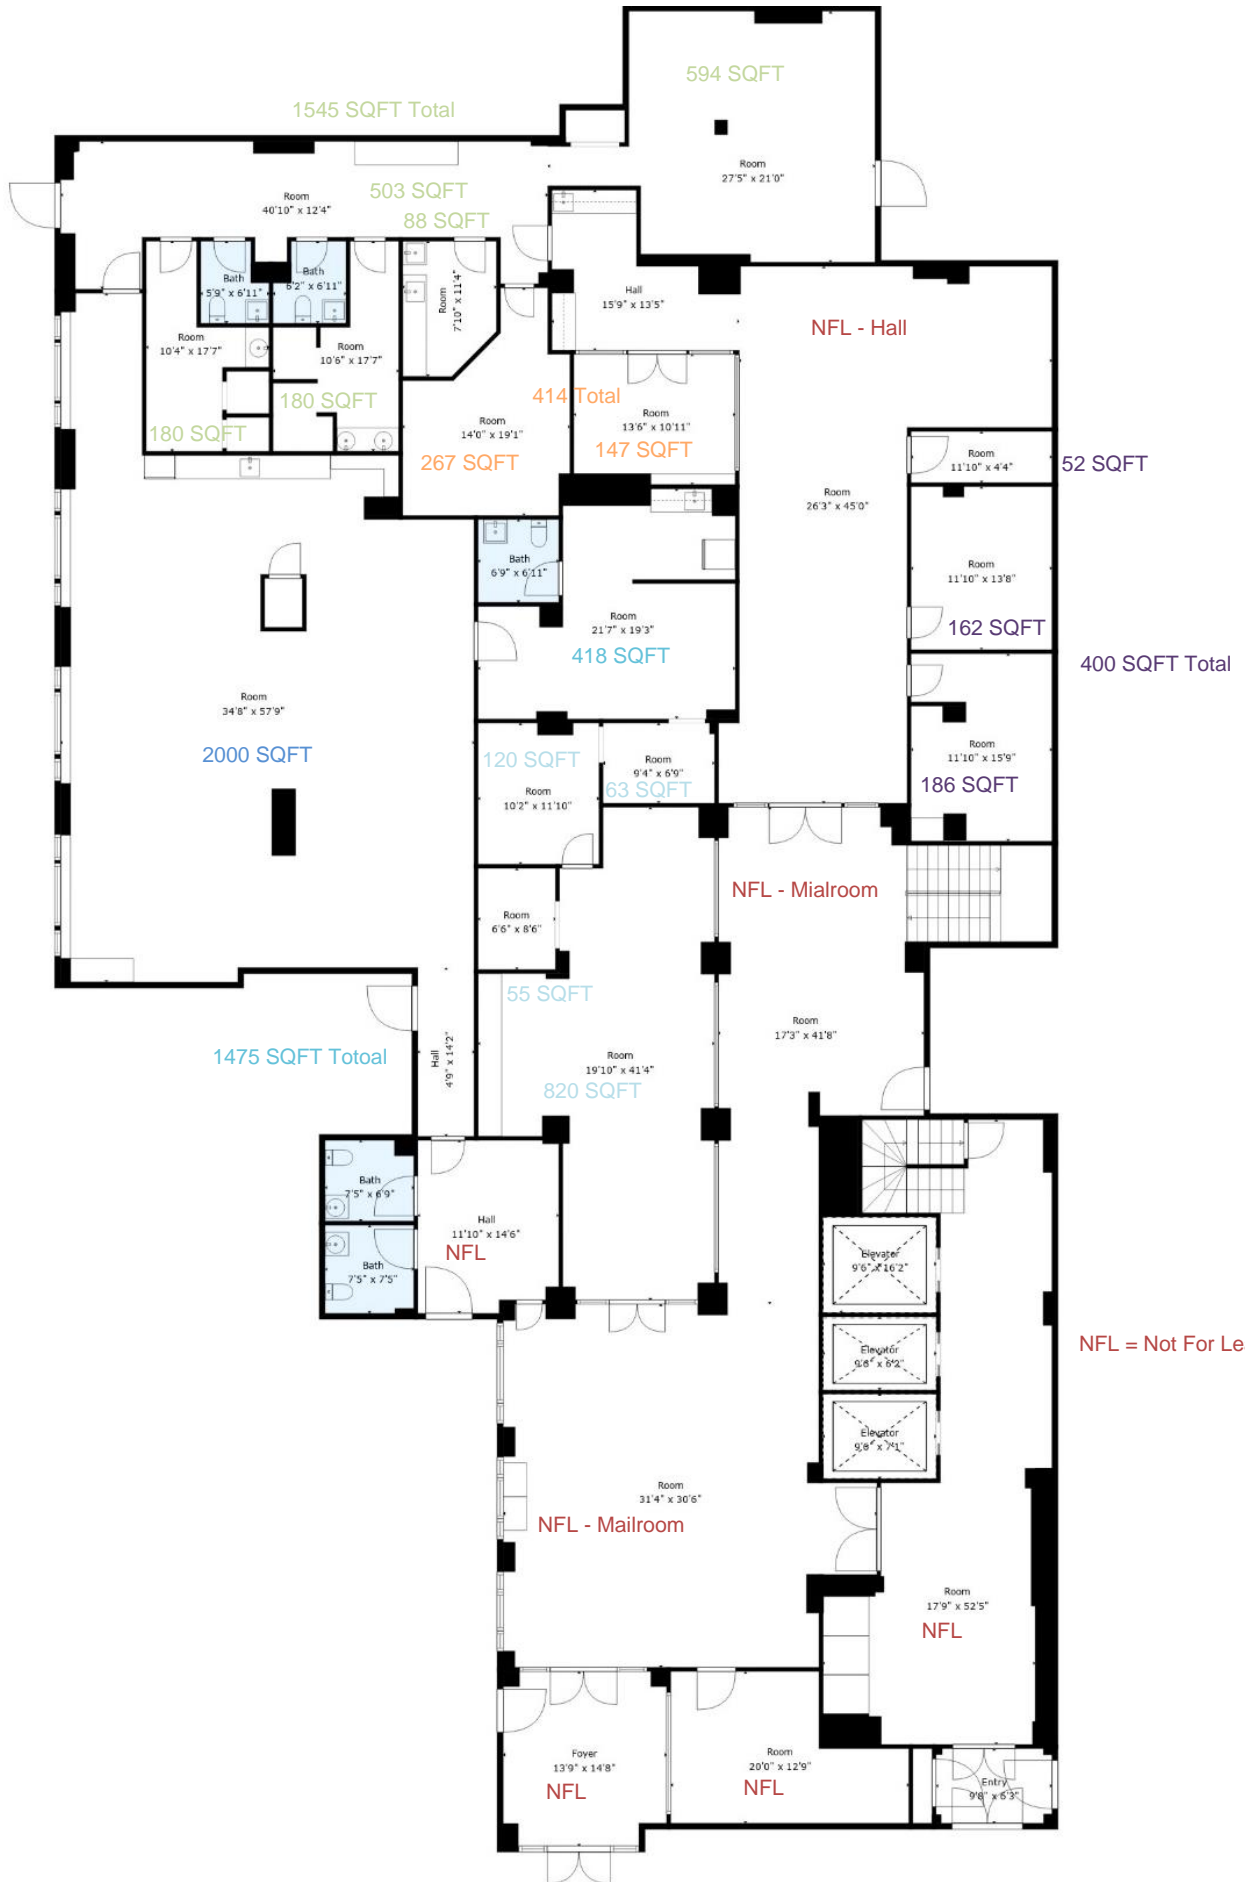 594 SQFT
1545 SQFT Total
Room
27'5" x 21'0"
Room
40'10" x 12'4"
503 SQFT
88 SQFT
Bath
5'9" x 6'11"
Bath
6'2" x 6'11"
Room
7'10" x 11'4"
Hall
15'9" x 13'5"
NFL - Hall
Room
10'4" x 17'7"
Room
10'6" x 17'7"
180 SQFT
180 SQFT
414 Total
Room
14'0" x 19'1"
267 SQFT
Room
13'6" x 10'11"
147 SQFT
Room
11'10" x 4'4"
52 SQFT
Room
26'3" x 45'0"
Bath
6'9" x 6'11"
Room
11'10" x 13'8"
162 SQFT
Room
21'7" x 19'3"
418 SQFT
400 SQFT Total
Room
34'8" x 57'9"
2000 SQFT
120 SQFT
Room
10'2" x 11'10"
Room
9'4" x 6'9"
63 SQFT
Room
11'10" x 15'9"
186 SQFT
NFL - Mialroom
Room
6'6" x 8'6"
55 SQFT
Room
17'3" x 41'8"
1475 SQFT Totoal
Hall
4'9" x 14'2"
Room
19'10" x 41'4"
820 SQFT
Bath
7'5" x 6'9"
Hall
11'10" x 14'6"
NFL
Bath
7'5" x 7'5"
Elevator
9'6" x 16'2"
Elevator
9'6" x 6'2"
Elevator
9'6" x 7'1"
NFL = Not For Le
Room
31'4" x 30'6"
NFL - Mailroom
Room
17'9" x 52'5"
NFL
Foyer
13'9" x 14'8"
NFL
Room
20'0" x 12'9"
NFL
Entry
9'8" x 6'3"